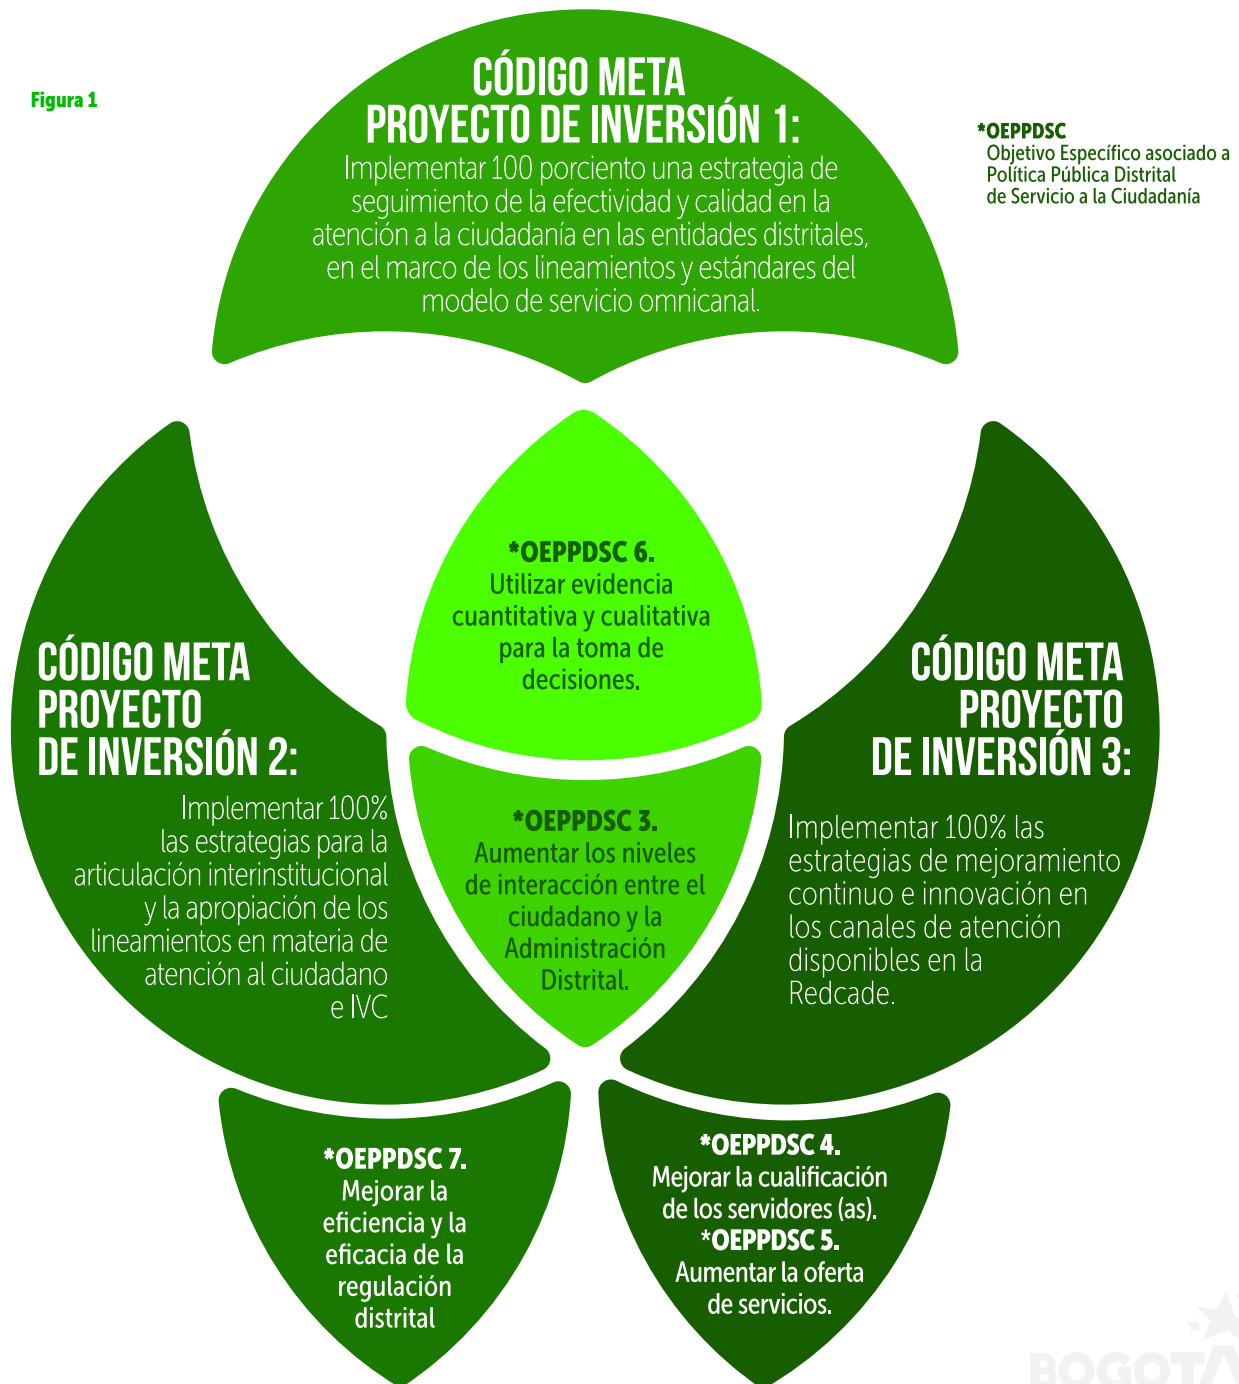 Figura 1
CÓDIGO META
PROYECTO DE INVERSIÓN 1:
Implementar 100 porciento una estrategia de
seguimiento de la efectividad y calidad en la
atención a la ciudadanía en las entidades distritales,
en el marco de los lineamientos y estándares del
modelo de servicio omnicanal.
*OEPPDSC
Objetivo Específico asociado a
Política Pública Distrital
de Servicio a la Ciudadanía
*OEPPDSC 6.
Utilizar evidencia
cuantitativa y cualitativa
para la toma de
decisiones.
CÓDIGO META
PROYECTO
DE INVERSIÓN 2:
Implementar 100%
las estrategias para la
articulación interinstitucional
y la apropiación de los
lineamientos en materia de
atención al ciudadano
e IVC
*OEPPDSC 3.
Aumentar los niveles
de interacción entre el
ciudadano y la
Administración
Distrital.
CÓDIGO META
PROYECTO
DE INVERSIÓN 3:
Implementar 100% las
estrategias de mejoramiento
continuo e innovación en
los canales de atención
disponibles en la
Redcade.
*OEPPDSC 7.
Mejorar la
eficiencia y la
eficacia de la
regulación
distrital
*OEPPDSC 4.
Mejorar la cualificación
de los servidores (as).
*OEPPDSC 5.
Aumentar la oferta
de servicios.
BOGOTÁ